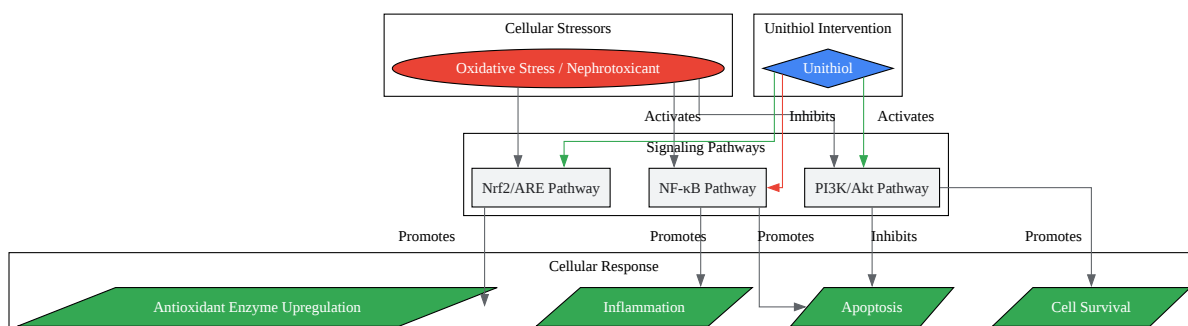 Cellular Stressors
Unithiol Intervention
Oxidative Stress / Nephrotoxicant
Unithiol
Activates
Inhibits
Activates
Signaling Pathways
Nrf2/ARE Pathway
NF-κB Pathway
PI3K/Akt Pathway
Promotes
Promotes
Promotes
Inhibits
Promotes
Cellular Response
Antioxidant Enzyme Upregulation
Inflammation
Apoptosis
Cell Survival